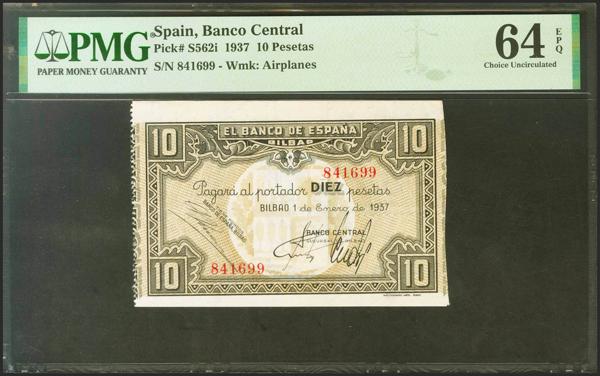 PMG
PAPER MONEY GUARANTY
Spain, Banco Central
Pick# S562i 1937 10 Pesetas
S/N 841699 - Wmk: Airplanes
64 EPQ
Choice Uncirculated
10 10
EL BANCO DE ESPAÑA
BILBAO
841699
Pagará al portador DIEZ pesetas
BILBAO 1 de Enero de 1937
BANCO CENTRAL
841699
10 10